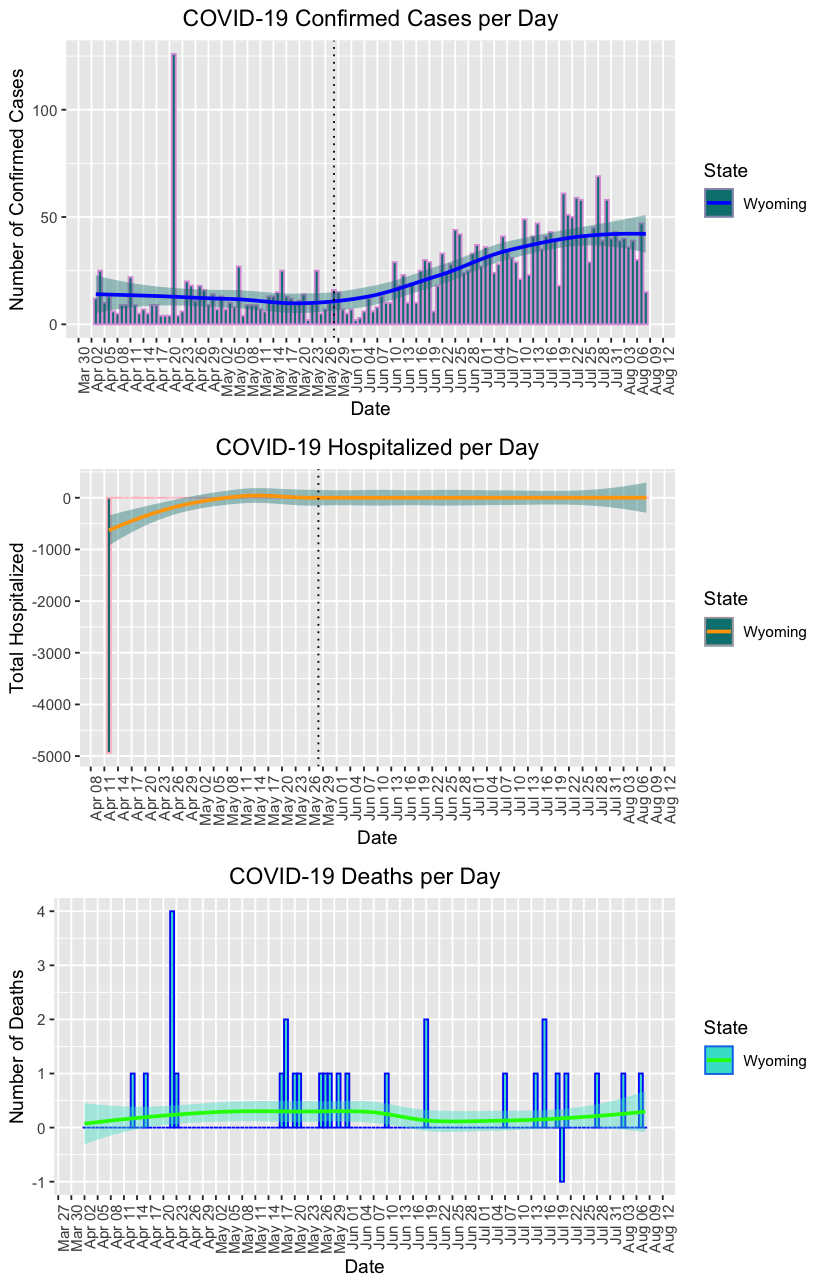 COVID-19 Confirmed Cases per Day
Number of Confirmed Cases
100
50
0
Mar 30 Apr 02 Apr 05 Apr 08 Apr 11 Apr 14 Apr 17 Apr 20 Apr 23 Apr 26 Apr 29 May 02 May 05 May 08 May 11 May 14 May 17 May 20 May 23 May 26 May 29 Jun 01 Jun 04 Jun 07 Jun 10 Jun 13 Jun 16 Jun 19 Jun 22 Jun 25 Jun 28 Jul 01 Jul 04 Jul 07 Jul 10 Jul 13 Jul 16 Jul 19 Jul 22 Jul 25 Jul 28 Jul 31 Aug 03 Aug 06 Aug 09 Aug 12
Date
State
Wyoming
COVID-19 Hospitalized per Day
Total Hospitalized
0
-1000
-2000
-3000
-4000
-5000
Apr 08 Apr 11 Apr 14 Apr 17 Apr 20 Apr 23 Apr 26 Apr 29 May 02 May 05 May 08 May 11 May 14 May 17 May 20 May 23 May 26 May 29 Jun 01 Jun 04 Jun 07 Jun 10 Jun 13 Jun 16 Jun 19 Jun 22 Jun 25 Jun 28 Jul 01 Jul 04 Jul 07 Jul 10 Jul 13 Jul 16 Jul 19 Jul 22 Jul 25 Jul 28 Jul 31 Aug 03 Aug 06 Aug 09 Aug 12
Date
State
Wyoming
COVID-19 Deaths per Day
Number of Deaths
4
3
2
1
0
-1
Mar 27 Mar 30 Apr 02 Apr 05 Apr 08 Apr 11 Apr 14 Apr 17 Apr 20 Apr 23 Apr 26 Apr 29 May 02 May 05 May 08 May 11 May 14 May 17 May 20 May 23 May 26 May 29 Jun 01 Jun 04 Jun 07 Jun 10 Jun 13 Jun 16 Jun 19 Jun 22 Jun 25 Jun 28 Jul 01 Jul 04 Jul 07 Jul 10 Jul 13 Jul 16 Jul 19 Jul 22 Jul 25 Jul 28 Jul 31 Aug 03 Aug 06 Aug 09 Aug 12
Date
State
Wyoming